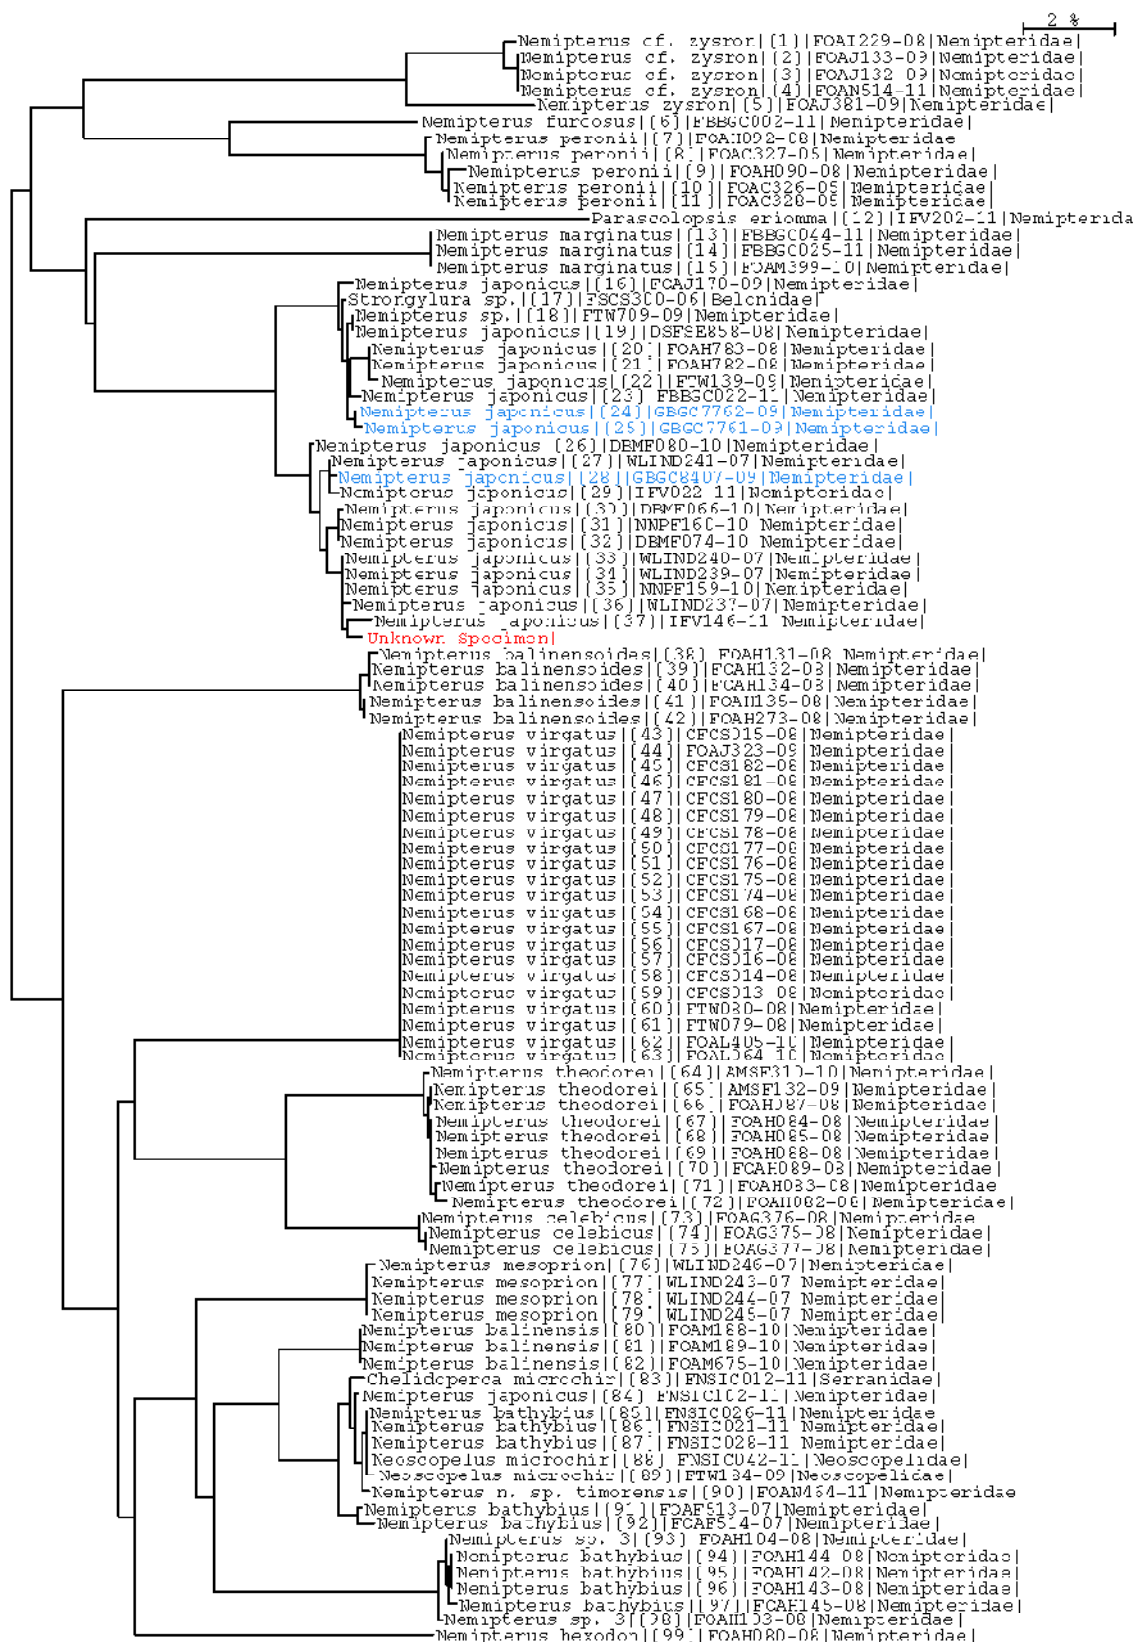 2 %
Nemipterus cf. zysron|[1]|FOAI229-08|Nemipteridae|
Nemipterus cf. zysron|[2]|FOAJ133-09|Nemipteridae|
Nemipterus cf. zysron|[3]|FOAJ132-09|Nemipteridae|
Nemipterus cf. zysron|[4]|FOAN514-11|Nemipteridae|
Nemipterus zysron|[5]|FOAJ381-09|Nemipteridae|
Nemipterus furcosus|[6]|FBBGC002-11|Nemipteridae|
Nemipterus peronii|[7]|FOAH092-08|Nemipteridae
Nemipterus peronii|[8]|FOAC327-05|Nemipteridae|
Nemipterus peronii|[9]|FOAH090-08|Nemipteridae|
Nemipterus peronii|[10]|FOAC326-05|Nemipteridae|
Nemipterus peronii|[11]|FOAC328-05|Nemipteridae|
Parascolopsis eriomma|[12]|IFV202-11|Nemipterida
Nemipterus marginatus|[13]|FBBGC044-11|Nemipteridae|
Nemipterus marginatus|[14]|FBBGC025-11|Nemipteridae|
Nemipterus marginatus|[15]|FOAM399-10|Nemipteridae|
Nemipterus japonicus|[16]|FOAJ170-09|Nemipteridae|
Strongylura sp.|[17]|FSCS300-06|Belonidae|
Nemipterus sp.|[18]|FTW709-09|Nemipteridae|
Nemipterus japonicus|[19]|DSFSE858-08|Nemipteridae|
Nemipterus japonicus|[20]|FOAH783-08|Nemipteridae|
Nemipterus japonicus|[21]|FOAH782-08|Nemipteridae|
Nemipterus japonicus|[22]|FTW139-09|Nemipteridae|
Nemipterus japonicus|[23]|FBBGC022-11|Nemipteridae|
Nemipterus japonicus|[24]|GBGC7762-09|Nemipteridae|
Nemipterus japonicus|[25]|GBGC7761-09|Nemipteridae|
Nemipterus japonicus|[26]|DBMF080-10|Nemipteridae|
Nemipterus japonicus|[27]|WLIND241-07|Nemipteridae|
Nemipterus japonicus|[28]|GBGC8407-09|Nemipteridae|
Nemipterus japonicus|[29]|IFV022-11|Nemipteridae|
Nemipterus japonicus|[30]|DBMF066-10|Nemipteridae|
Nemipterus japonicus|[31]|NNPF160-10|Nemipteridae|
Nemipterus japonicus|[32]|DBMF074-10|Nemipteridae|
Nemipterus japonicus|[33]|WLIND240-07|Nemipteridae|
Nemipterus japonicus|[34]|WLIND239-07|Nemipteridae|
Nemipterus japonicus|[35]|NNPF159-10|Nemipteridae|
Nemipterus japonicus|[36]|WLIND237-07|Nemipteridae|
Nemipterus japonicus|[37]|IFV146-11|Nemipteridae|
Unknown Specimen|
Nemipterus balinensoides|[38]|FOAH131-08|Nemipteridae|
Nemipterus balinensoides|[39]|FOAH132-08|Nemipteridae|
Nemipterus balinensoides|[40]|FOAH134-08|Nemipteridae|
Nemipterus balinensoides|[41]|FOAH135-08|Nemipteridae|
Nemipterus balinensoides|[42]|FOAH273-08|Nemipteridae|
Nemipterus virgatus|[43]|CFCS015-08|Nemipteridae|
Nemipterus virgatus|[44]|FOAJ323-09|Nemipteridae|
Nemipterus virgatus|[45]|CFCS182-08|Nemipteridae|
Nemipterus virgatus|[46]|CFCS181-08|Nemipteridae|
Nemipterus virgatus|[47]|CFCS180-08|Nemipteridae|
Nemipterus virgatus|[48]|CFCS179-08|Nemipteridae|
Nemipterus virgatus|[49]|CFCS178-08|Nemipteridae|
Nemipterus virgatus|[50]|CFCS177-08|Nemipteridae|
Nemipterus virgatus|[51]|CFCS176-08|Nemipteridae|
Nemipterus virgatus|[52]|CFCS175-08|Nemipteridae|
Nemipterus virgatus|[53]|CFCS174-08|Nemipteridae|
Nemipterus virgatus|[54]|CFCS168-08|Nemipteridae|
Nemipterus virgatus|[55]|CFCS167-08|Nemipteridae|
Nemipterus virgatus|[56]|CFCS017-08|Nemipteridae|
Nemipterus virgatus|[57]|CFCS016-08|Nemipteridae|
Nemipterus virgatus|[58]|CFCS014-08|Nemipteridae|
Nemipterus virgatus|[59]|CFCS013-08|Nemipteridae|
Nemipterus virgatus|[60]|FTW080-08|Nemipteridae|
Nemipterus virgatus|[61]|FTW079-08|Nemipteridae|
Nemipterus virgatus|[62]|FOAL405-10|Nemipteridae|
Nemipterus virgatus|[63]|FOAL064-10|Nemipteridae|
Nemipterus theodorei|[64]|AMSF310-10|Nemipteridae|
Nemipterus theodorei|[65]|AMSF132-09|Nemipteridae|
Nemipterus theodorei|[66]|FOAH087-08|Nemipteridae|
Nemipterus theodorei|[67]|FOAH084-08|Nemipteridae|
Nemipterus theodorei|[68]|FOAH085-08|Nemipteridae|
Nemipterus theodorei|[69]|FOAH088-08|Nemipteridae|
Nemipterus theodorei|[70]|FOAH089-08|Nemipteridae|
Nemipterus theodorei|[71]|FOAH083-08|Nemipteridae|
Nemipterus theodorei|[72]|FOAH082-08|Nemipteridae|
Nemipterus celebicus|[73]|FOAG376-08|Nemipteridae
Nemipterus celebicus|[74]|FOAG375-08|Nemipteridae|
Nemipterus celebicus|[75]|FOAG377-08|Nemipteridae|
Nemipterus mesoprion|[76]|WLIND246-07|Nemipteridae|
Nemipterus mesoprion|[77]|WLIND243-07|Nemipteridae|
Nemipterus mesoprion|[78]|WLIND244-07|Nemipteridae|
Nemipterus mesoprion|[79]|WLIND245-07|Nemipteridae|
Nemipterus balinensis|[80]|FOAM188-10|Nemipteridae|
Nemipterus balinensis|[81]|FOAM189-10|Nemipteridae|
Nemipterus balinensis|[82]|FOAM675-10|Nemipteridae|
Chelidoperca microchir|[83]|FNSIC012-11|Serranidae|
Nemipterus japonicus|[84]|FNSIC102-11|Nemipteridae|
Nemipterus bathybius|[85]|FNSIC026-11|Nemipteridae
Nemipterus bathybius|[86]|FNSIC021-11|Nemipteridae|
Nemipterus bathybius|[87]|FNSIC028-11|Nemipteridae|
Neoscopelus microchir|[88]|FNSIC042-11|Neoscopelidae|
Neoscopelus microchir|[89]|FTW184-09|Neoscopelidae|
Nemipterus n. sp. timorensis|[90]|FOAN464-11|Nemipteridae
Nemipterus bathybius|[91]|FOAF513-07|Nemipteridae|
Nemipterus bathybius|[92]|FOAF514-07|Nemipteridae|
Nemipterus sp. 3|[93]|FOAH104-08|Nemipteridae|
Nemipterus bathybius|[94]|FOAH144-08|Nemipteridae|
Nemipterus bathybius|[95]|FOAH142-08|Nemipteridae|
Nemipterus bathybius|[96]|FOAH143-08|Nemipteridae|
Nemipterus bathybius|[97]|FOAH145-08|Nemipteridae|
Nemipterus sp. 3|[98]|FOAH103-08|Nemipteridae|
Nemipterus hexodon|[99]|FOAH080-08|Nemipteridae|